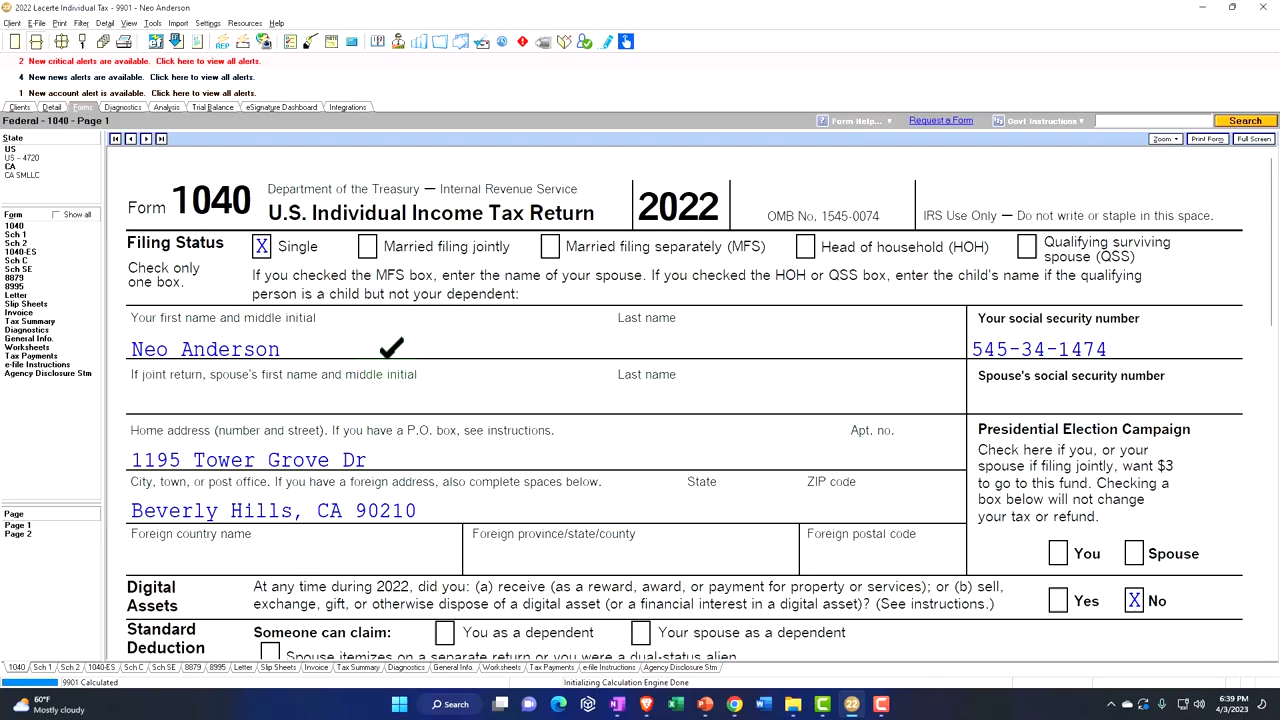 2022 Lacerte Individual Tax - 9901 - Neo Anderson
Client E-File Print Filter Detail View Tools Import Settings Resources Help
REP
2 New critical alerts are available. Click here to view all alerts.
4 New news alerts are available. Click here to view all alerts.
1 New account alert is available. Click here to view all alerts.
Clients Detail Forms Diagnostics Analysis Trial Balance eSignature Dashboard Integrations
Federal - 1040 - Page 1 Form Help... Request a Form Govt Instructions Search
State
US
US - 4720
CA
CA SMLLC
Zoom Print Form Full Screen
Form Show all
1040
Sch 1
Sch 2
1040-ES
Sch C
Sch SE
8879
8995
Letter
Slip Sheets
Invoice
Tax Summary
Diagnostics
General Info.
Worksheets
Tax Payments
e-file Instructions
Agency Disclosure Stm
Page
Page 1
Page 2
Form 1040 Department of the Treasury — Internal Revenue Service
U.S. Individual Income Tax Return 2022 OMB No. 1545-0074 IRS Use Only — Do not write or staple in this space.
Filing Status X Single Married filing jointly Married filing separately (MFS) Head of household (HOH) Qualifying surviving
spouse (QSS)
Check only
one box.
If you checked the MFS box, enter the name of your spouse. If you checked the HOH or QSS box, enter the child's name if the qualifying
person is a child but not your dependent:
Your first name and middle initial Last name Your social security number
Neo Anderson 545-34-1474
If joint return, spouse's first name and middle initial Last name Spouse's social security number
Home address (number and street). If you have a P.O. box, see instructions. Apt. no.
1195 Tower Grove Dr
City, town, or post office. If you have a foreign address, also complete spaces below. State ZIP code
Beverly Hills, CA 90210
Foreign country name Foreign province/state/county Foreign postal code
Presidential Election Campaign
Check here if you, or your
spouse if filing jointly, want $3
to go to this fund. Checking a
box below will not change
your tax or refund.
You Spouse
Digital
Assets
At any time during 2022, did you: (a) receive (as a reward, award, or payment for property or services); or (b) sell,
exchange, gift, or otherwise dispose of a digital asset (or a financial interest in a digital asset)? (See instructions.)
Yes X No
Standard
Deduction
Someone can claim: You as a dependent Your spouse as a dependent
Spouse itemizes on a separate return or you were a dual-status alien
1040 Sch 1 Sch 2 1040-ES Sch C Sch SE 8879 8995 Letter Slip Sheets Invoice Tax Summary Diagnostics General Info. Worksheets Tax Payments e-file Instructions Agency Disclosure Stm
9901 Calculated Initializing Calculation Engine Done
60°F
Mostly cloudy
Search
6:39 PM
4/3/2023